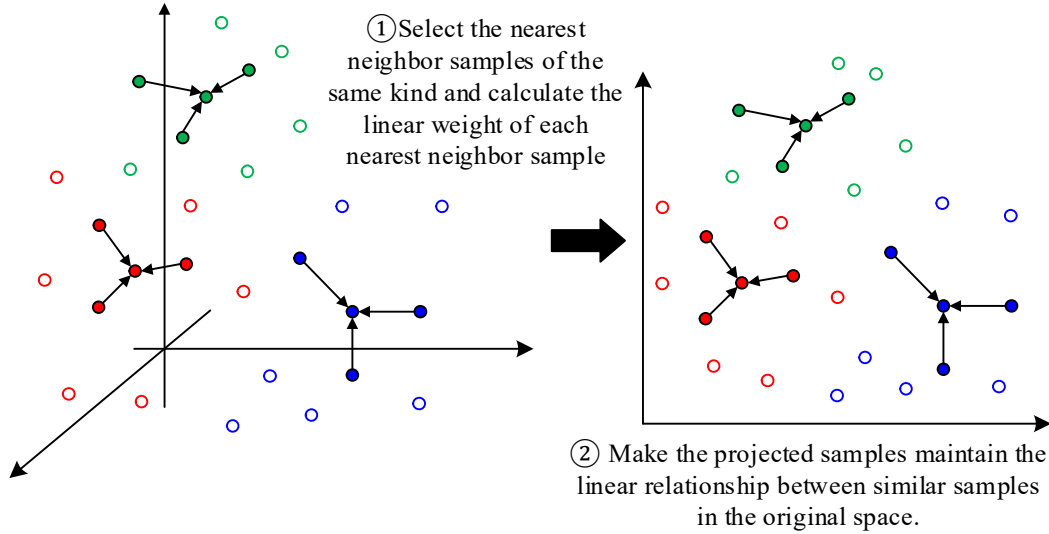 ①Select the nearest
neighbor samples of the
same kind and calculate the
linear weight of each
nearest neighbor sample
② Make the projected samples maintain the
linear relationship between similar samples
in the original space.